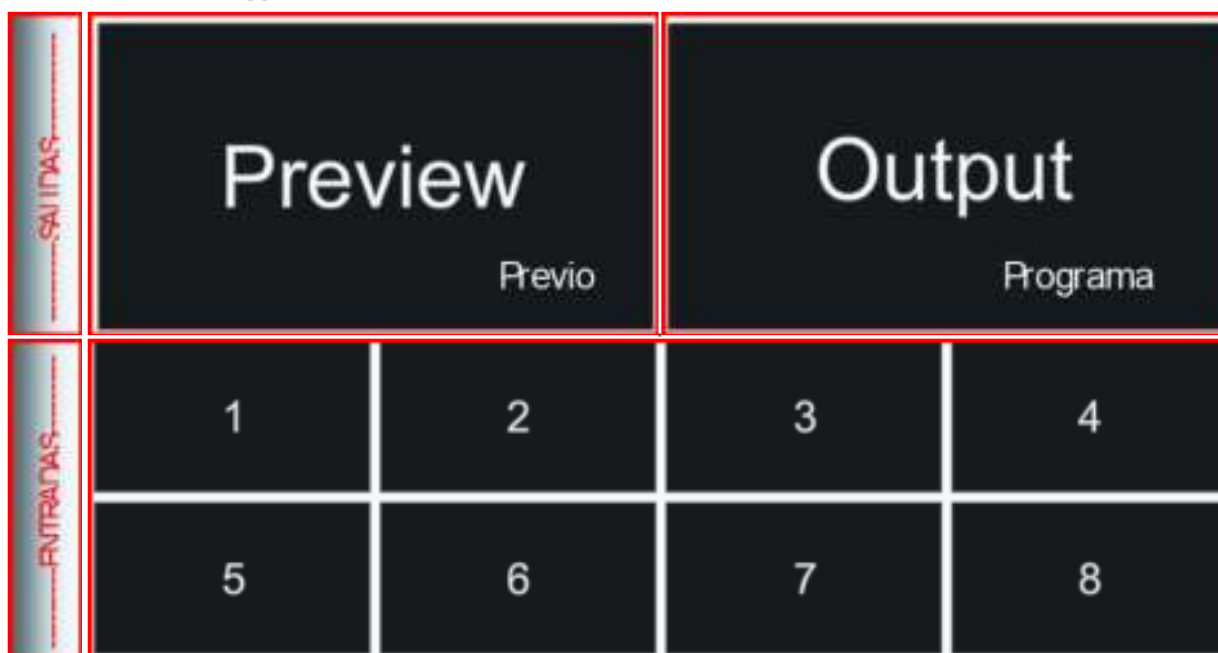 SALIDAS
Preview
Output
Previo
Programa
ENTRADAS
1 2 3 4
5 6 7 8